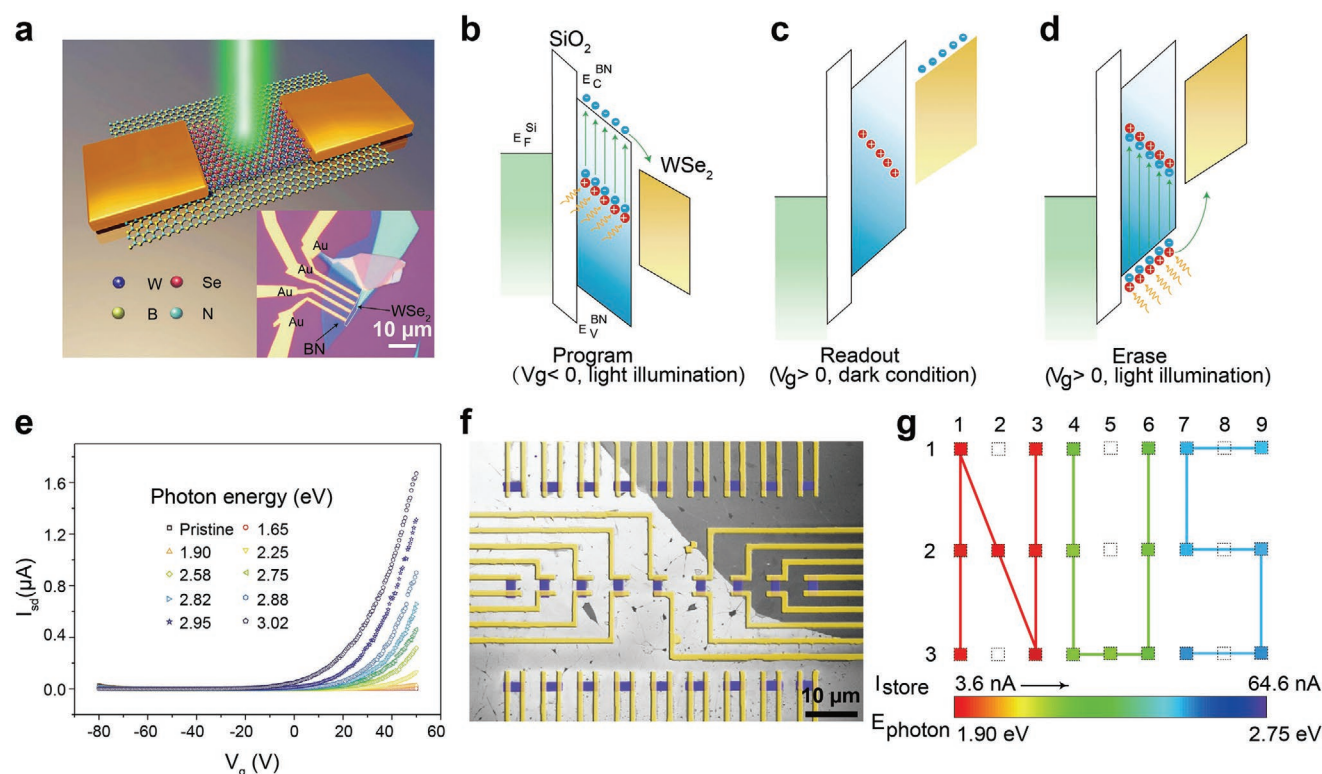 a
W Se
B N
Au
Au
Au
Au
WSe2
BN
10 µm
b
SiO2
E C BN
E F Si
WSe2
E V BN
Program
(Vg< 0, light illumination)
c
Readout
(Vg> 0, dark condition)
d
Erase
(Vg> 0, light illumination)
e
Isd(µA)
1.6
1.2
0.8
0.4
0.0
Photon energy (eV)
Pristine 1.65
1.90 2.25
2.58 2.75
2.82 2.88
2.95 3.02
-80 -60 -40 -20 0 20 40 60
Vg (V)
f
10 µm
g
1 2 3 4 5 6 7 8 9
1
2
3
Istore 3.6 nA 64.6 nA
Ephoton 1.90 eV 2.75 eV